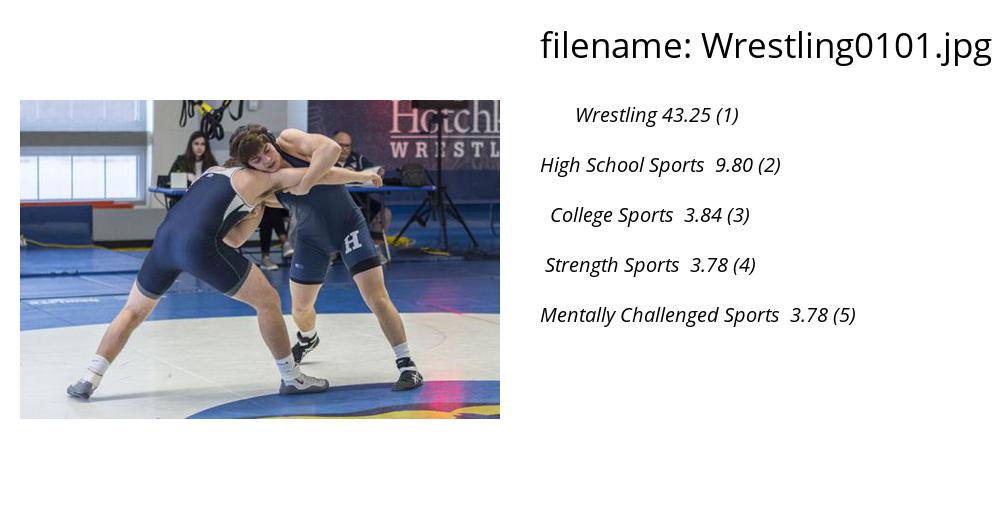 filename: Wrestling0101.jpg
Wrestling 43.25 (1)
High School Sports 9.80 (2)
College Sports 3.84 (3)
Strength Sports 3.78 (4)
Mentally Challenged Sports 3.78 (5)
Hotchk
WRESTL
H